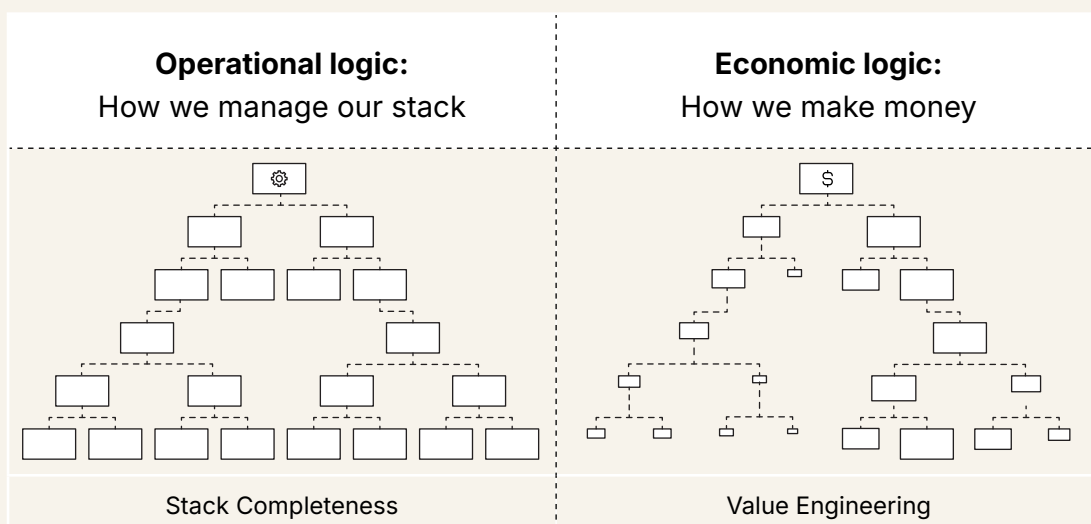 Operational logic:
How we manage our stack
Economic logic:
How we make money
$
Stack Completeness
Value Engineering